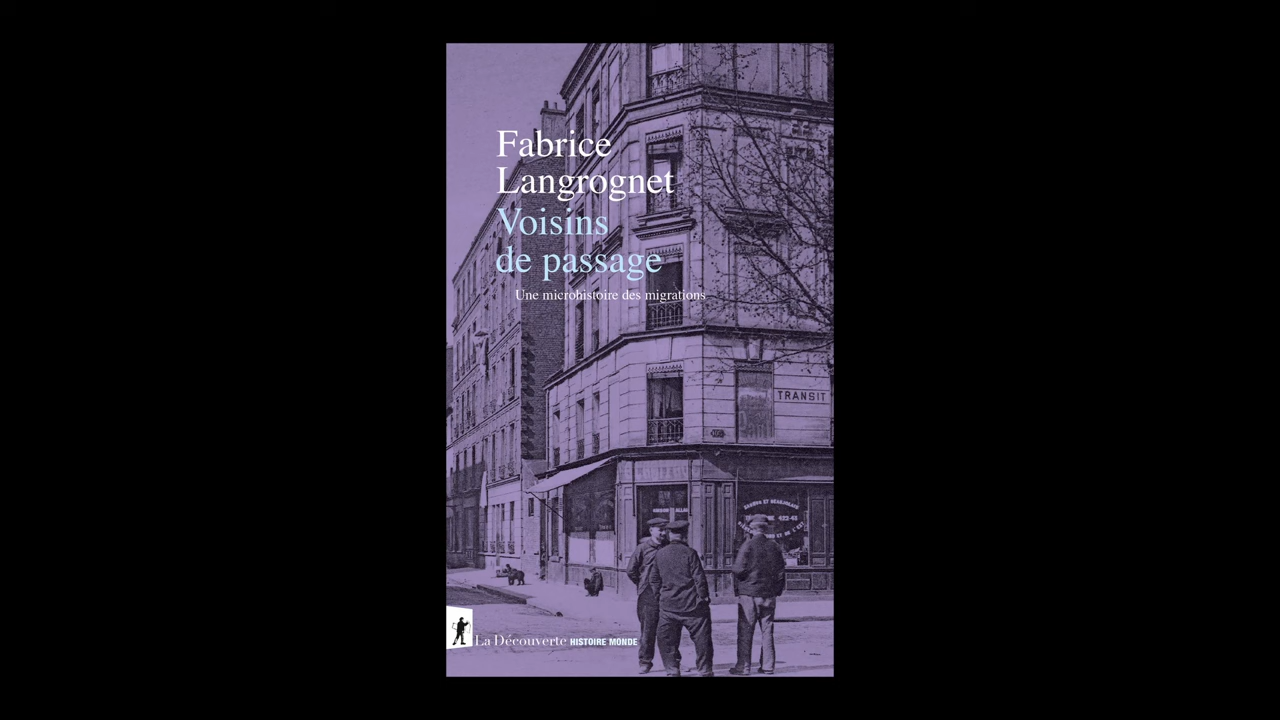 Fabrice
Langrognet
Voisins
de passage
Une microhistoire des migrations
TRANSIT
La Découverte HISTOIRE MONDE